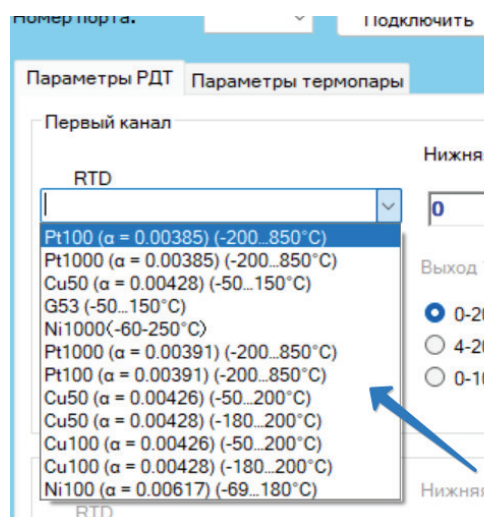 Номер порта:
Подключить
Параметры РДТ
Параметры термопары
Первый канал
Нижняя
RTD
0
Pt100 (α = 0.00385) (-200...850°C)
Pt1000 (α = 0.00385) (-200...850°C)
Cu50 (α = 0.00428) (-50...150°C)
G53 (-50...150°C)
Ni1000〈-60-250°C〉
Pt1000 (α = 0.00391) (-200...850°C)
Pt100 (α = 0.00391) (-200...850°C)
Cu50 (α = 0.00426) (-50...200°C)
Cu50 (α = 0.00428) (-180...200°C)
Cu100 (α = 0.00426) (-50...200°C)
Cu100 (α = 0.00428) (-180...200°C)
Ni100 (α = 0.00617) (-69...180°C)
Выход
0-20
4-20
0-10
Нижняя
RTD